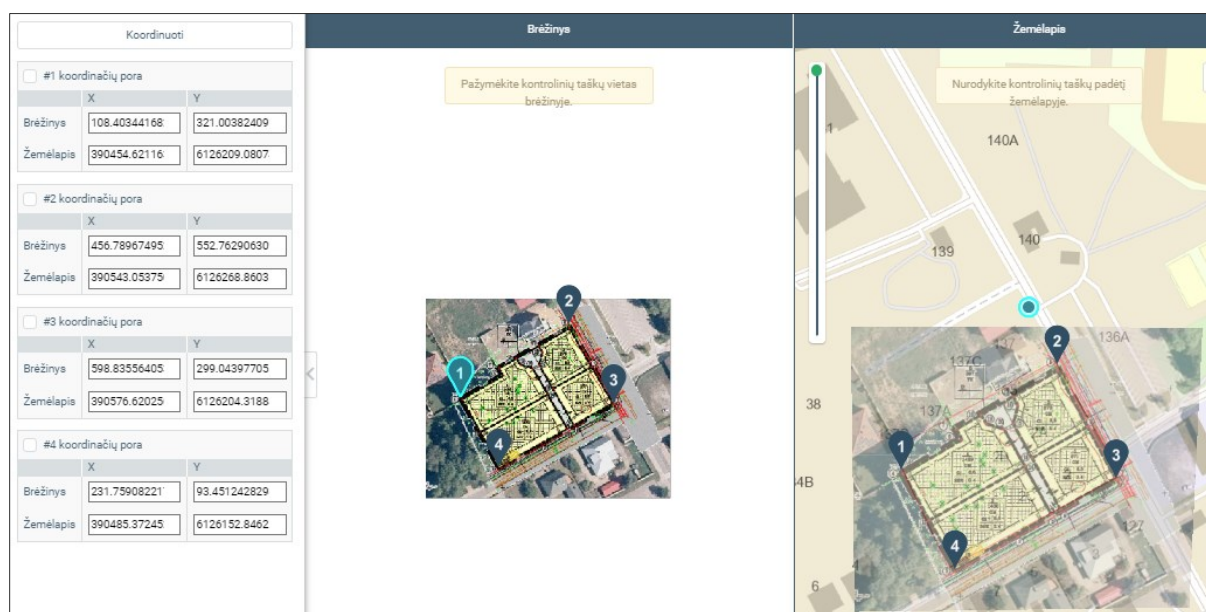 Koordinuoti
#1 koordinačių pora
X Y
Brėžinys 108.40344168 321.00382409
Žemėlapis 390454.62116 6126209.0807
#2 koordinačių pora
X Y
Brėžinys 456.78967495 552.76290630
Žemėlapis 390543.05375 6126268.8603
#3 koordinačių pora
X Y
Brėžinys 598.83556405 299.04397705
Žemėlapis 390576.62025 6126204.3188
#4 koordinačių pora
X Y
Brėžinys 231.75908221 93.451242829
Žemėlapis 390485.37245 6126152.8462
Brėžinys
Pažymėkite kontrolinių taškų vietas
brėžinyje.
2
1
3
4
Žemėlapis
Nurodykite kontrolinių taškų padėtį
žemėlapyje.
140A
140
139
136A
137
2
137C
38
137A
1
3
4B
127
4
6
7